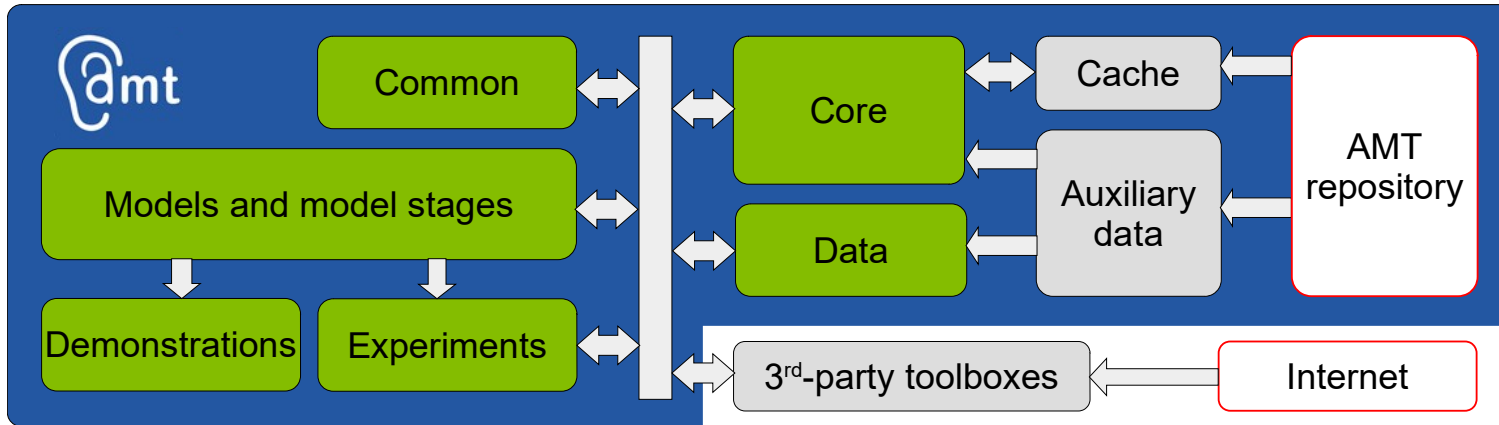 amt
Common
Models and model stages
Demonstrations
Experiments
Core
Data
Cache
Auxiliary
data
AMT
repository
3rd-party toolboxes
Internet